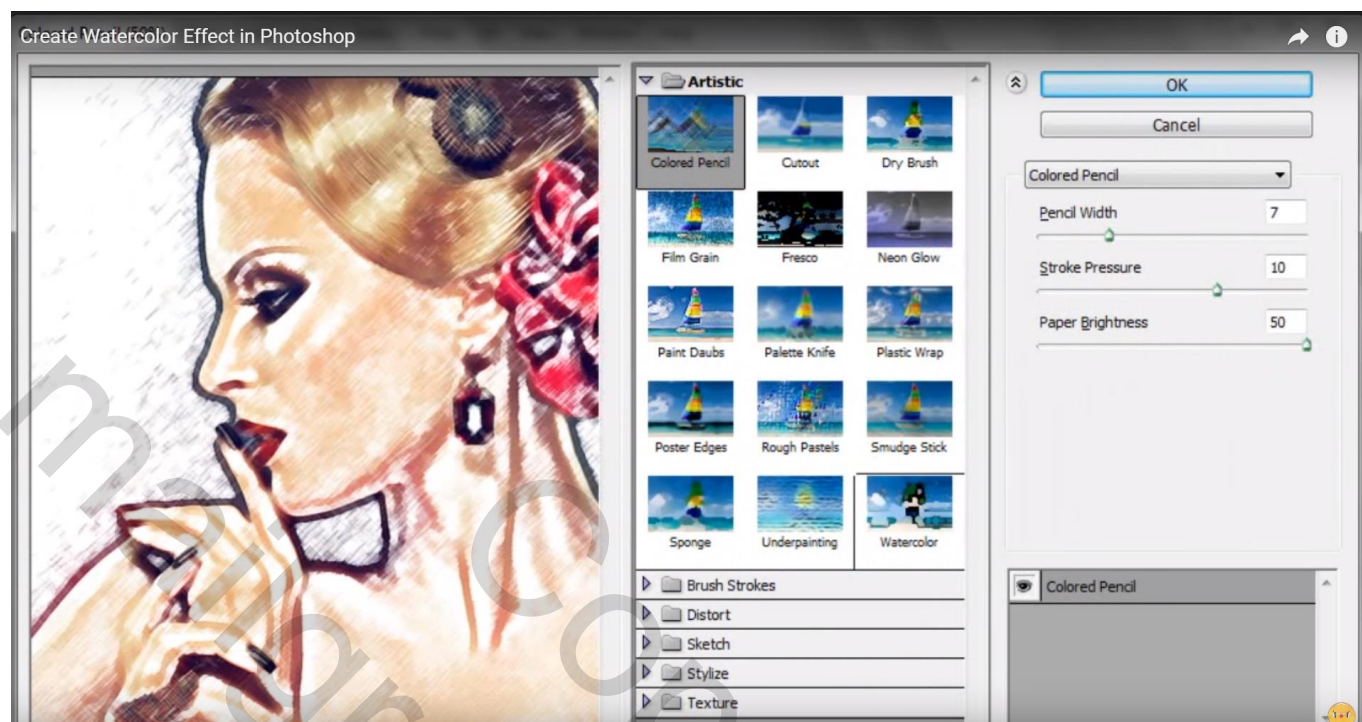 Create Watercolor Effect in Photoshop
Artistic
Colored Pencil
Cutout
Dry Brush
Film Grain
Fresco
Neon Glow
Paint Daubs
Palette Knife
Plastic Wrap
Poster Edges
Rough Pastels
Smudge Stick
Sponge
Underpainting
Watercolor
Brush Strokes
Distort
Sketch
Stylize
Texture
OK
Cancel
Colored Pencil
Pencil Width 7
Stroke Pressure 10
Paper Brightness 50
Colored Pencil